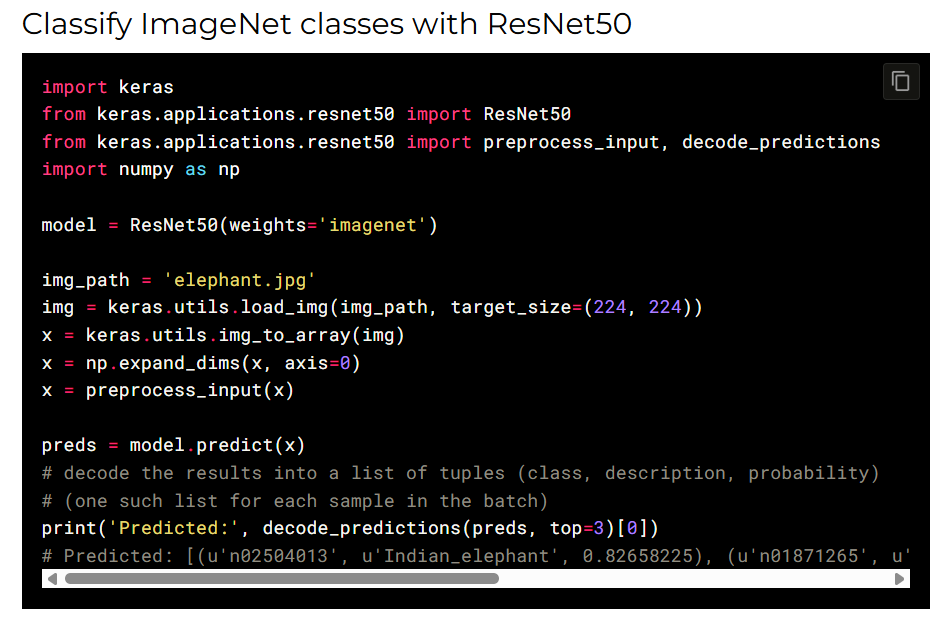 Classify ImageNet classes with ResNet50
import keras
from keras.applications.resnet50 import ResNet50
from keras.applications.resnet50 import preprocess_input, decode_predictions
import numpy as np
model = ResNet50(weights='imagenet')
img_path = 'elephant.jpg'
img = keras.utils.load_img(img_path, target_size=(224, 224))
x = keras.utils.img_to_array(img)
x = np.expand_dims(x, axis=0)
x = preprocess_input(x)
preds = model.predict(x)
# decode the results into a list of tuples (class, description, probability)
# (one such list for each sample in the batch)
print('Predicted:', decode_predictions(preds, top=3)[0])
# Predicted: [(u'n02504013', u'Indian_elephant', 0.82658225), (u'n01871265', u'